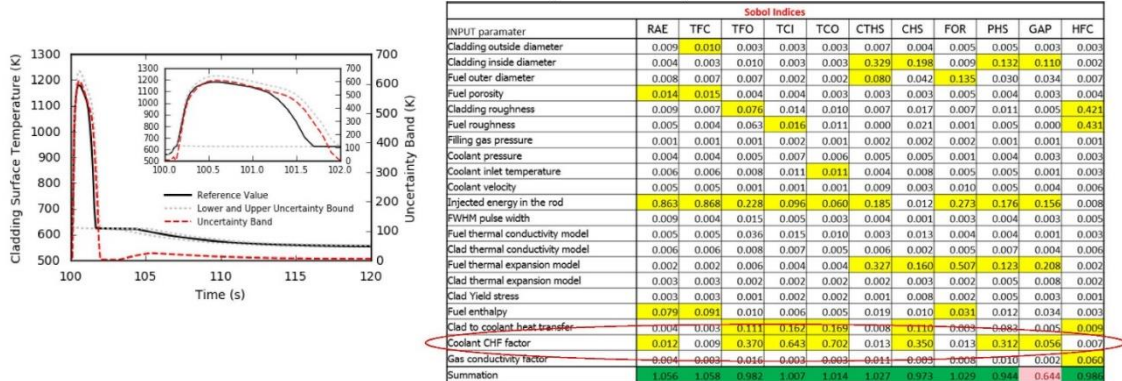 1300
1200
1100
1000
900
800
700
600
500
700
600
500
400
300
200
100
0
Cladding Surface Temperature (K)
Uncertainty Band (K)
1300
1200
1100
1000
900
800
700
600
500
700
600
500
400
300
200
100
0
100.0 100.5 101.0 101.5 102.0
Reference Value
Lower and Upper Uncertainty Bound
Uncertainty Band
100 105 110 115 120
Time (s)
Sobol Indices
INPUT paramater RAE TFC TFO TCI TCO CTHS CHS FOR PHS GAP HFC
Cladding outside diameter 0.009 0.010 0.003 0.003 0.003 0.007 0.004 0.005 0.005 0.003 0.003
Cladding inside diameter 0.004 0.003 0.010 0.003 0.003 0.329 0.198 0.009 0.132 0.110 0.002
Fuel outer diameter 0.008 0.007 0.007 0.002 0.002 0.080 0.042 0.135 0.030 0.034 0.007
Fuel porosity 0.014 0.015 0.004 0.004 0.003 0.003 0.003 0.005 0.004 0.003 0.004
Cladding roughness 0.009 0.007 0.076 0.014 0.010 0.007 0.017 0.007 0.011 0.005 0.421
Fuel roughness 0.005 0.004 0.063 0.016 0.011 0.000 0.021 0.001 0.005 0.000 0.431
Filling gas pressure 0.001 0.001 0.001 0.002 0.001 0.002 0.002 0.001 0.002 0.002 0.001
Coolant pressure 0.004 0.004 0.005 0.007 0.006 0.005 0.005 0.001 0.004 0.003 0.003
Coolant inlet temperature 0.006 0.006 0.008 0.011 0.011 0.004 0.008 0.005 0.005 0.001 0.003
Coolant velocity 0.005 0.005 0.001 0.001 0.001 0.009 0.003 0.010 0.005 0.004 0.006
Injected energy in the rod 0.863 0.868 0.228 0.096 0.060 0.185 0.012 0.273 0.176 0.156 0.008
FWHM pulse width 0.009 0.004 0.015 0.005 0.003 0.004 0.001 0.003 0.004 0.003 0.005
Fuel thermal conductivity model 0.005 0.005 0.036 0.015 0.010 0.003 0.013 0.004 0.004 0.001 0.003
Clad thermal conductivity model 0.006 0.006 0.008 0.007 0.005 0.006 0.002 0.005 0.007 0.004 0.006
Fuel thermal expansion model 0.002 0.002 0.006 0.004 0.004 0.327 0.160 0.507 0.123 0.208 0.002
Clad thermal expansion model 0.003 0.003 0.002 0.002 0.002 0.003 0.003 0.002 0.005 0.008 0.002
Clad Yield stress 0.003 0.003 0.001 0.002 0.002 0.001 0.008 0.002 0.005 0.003 0.001
Fuel enthalpy 0.079 0.091 0.010 0.006 0.005 0.019 0.010 0.031 0.012 0.034 0.003
Clad to coolant heat transfer 0.004 0.003 0.111 0.162 0.169 0.008 0.110 0.003 0.083 0.005 0.009
Coolant CHF factor 0.012 0.009 0.370 0.643 0.702 0.013 0.350 0.013 0.312 0.056 0.007
Gas conductivity factor 0.004 0.003 0.016 0.003 0.003 0.011 0.003 0.008 0.010 0.002 0.060
Summation 1.056 1.058 0.982 1.007 1.014 1.027 0.973 1.029 0.944 0.644 0.986